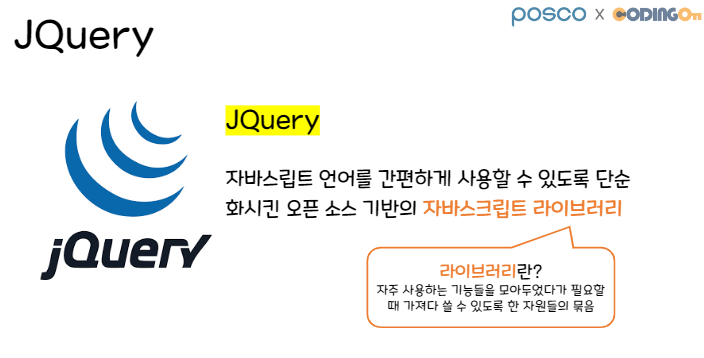 JQuery
posco x CODINGOn
JQuery
자바스립트 언어를 간편하게 사용할 수 있도록 단순
화시킨 오픈 소스 기반의 자바스크립트 라이브러리
jQuery
라이브러리란?
자주 사용하는 기능들을 모아두었다가 필요할
때 가져다 쓸 수 있도록 한 자원들의 묶음